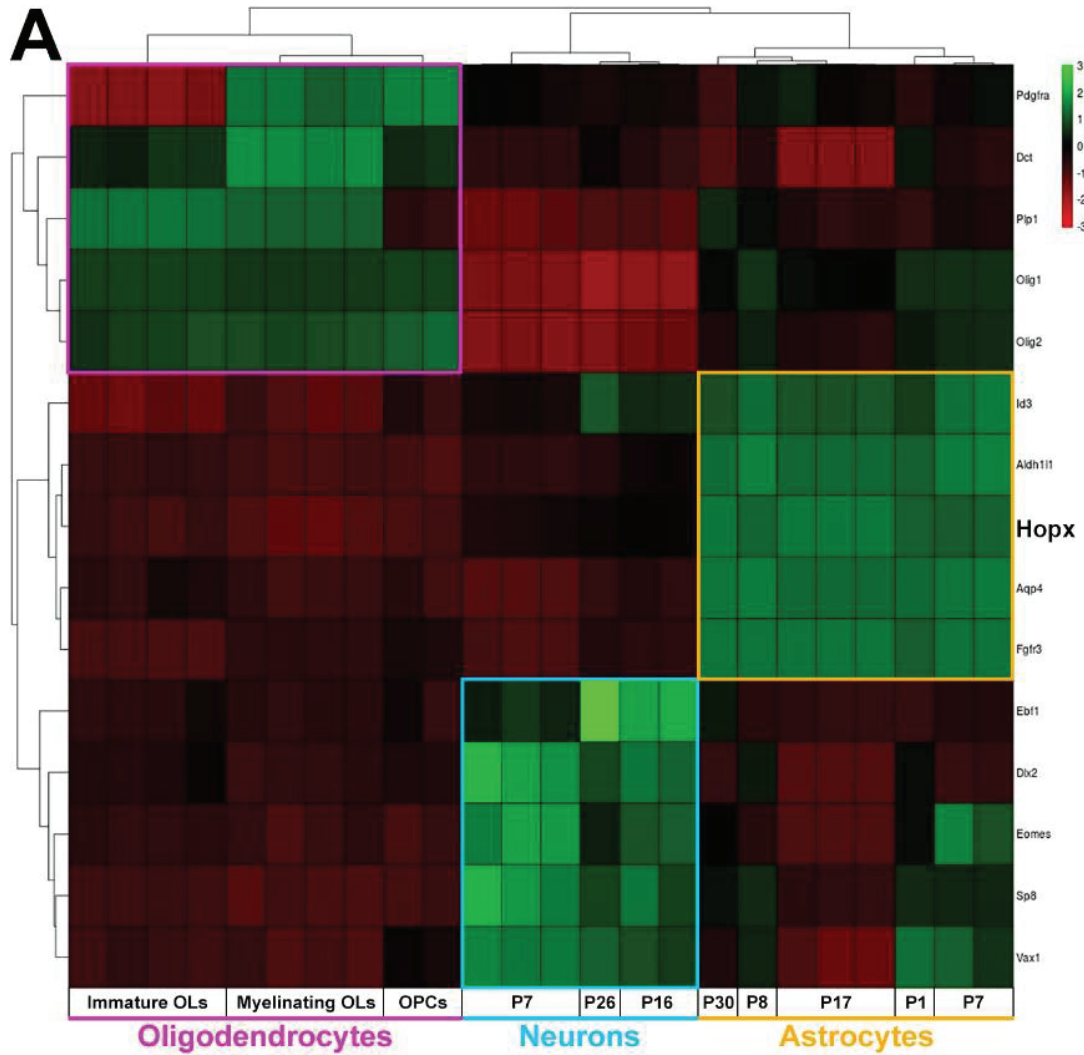 A
3
2
1
0
-1
-2
-3
Pdgfra
Dct
Plp1
Olig1
Olig2
Id3
Aldh1l1
Hopx
Aqp4
Fgfr3
Ebf1
Dlx2
Eomes
Sp8
Vax1
Immature OLs Myelinating OLs OPCs P7 P26 P16 P30 P8 P17 P1 P7
Oligodendrocytes Neurons Astrocytes